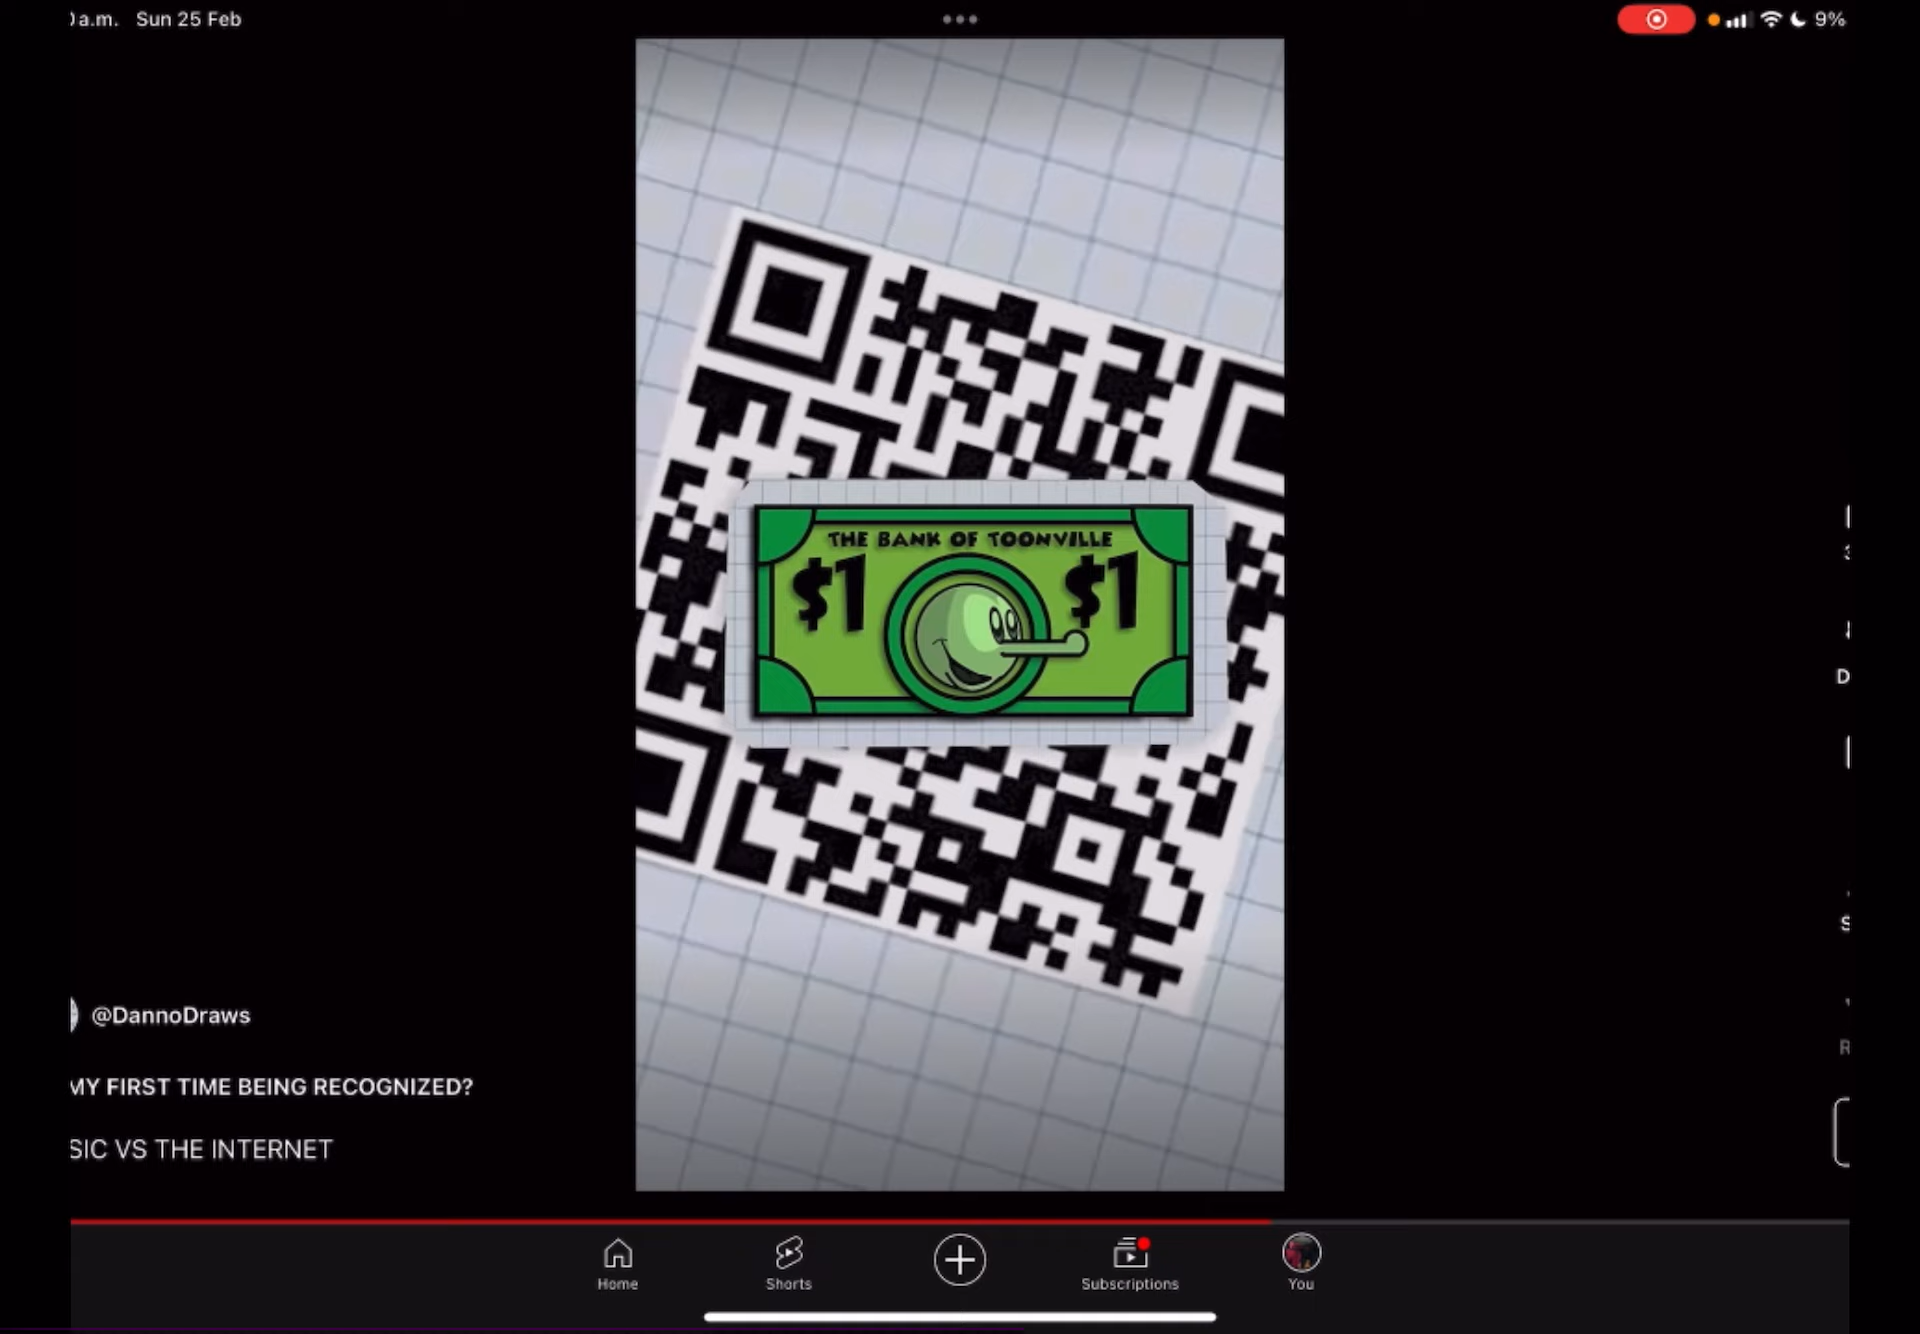 a.m. Sun 25 Feb
9%
THE BANK OF TOONVILLE
$1 $1
@DannoDraws
MY FIRST TIME BEING RECOGNIZED?
SIC VS THE INTERNET
D
S
R
Home Shorts Subscriptions You